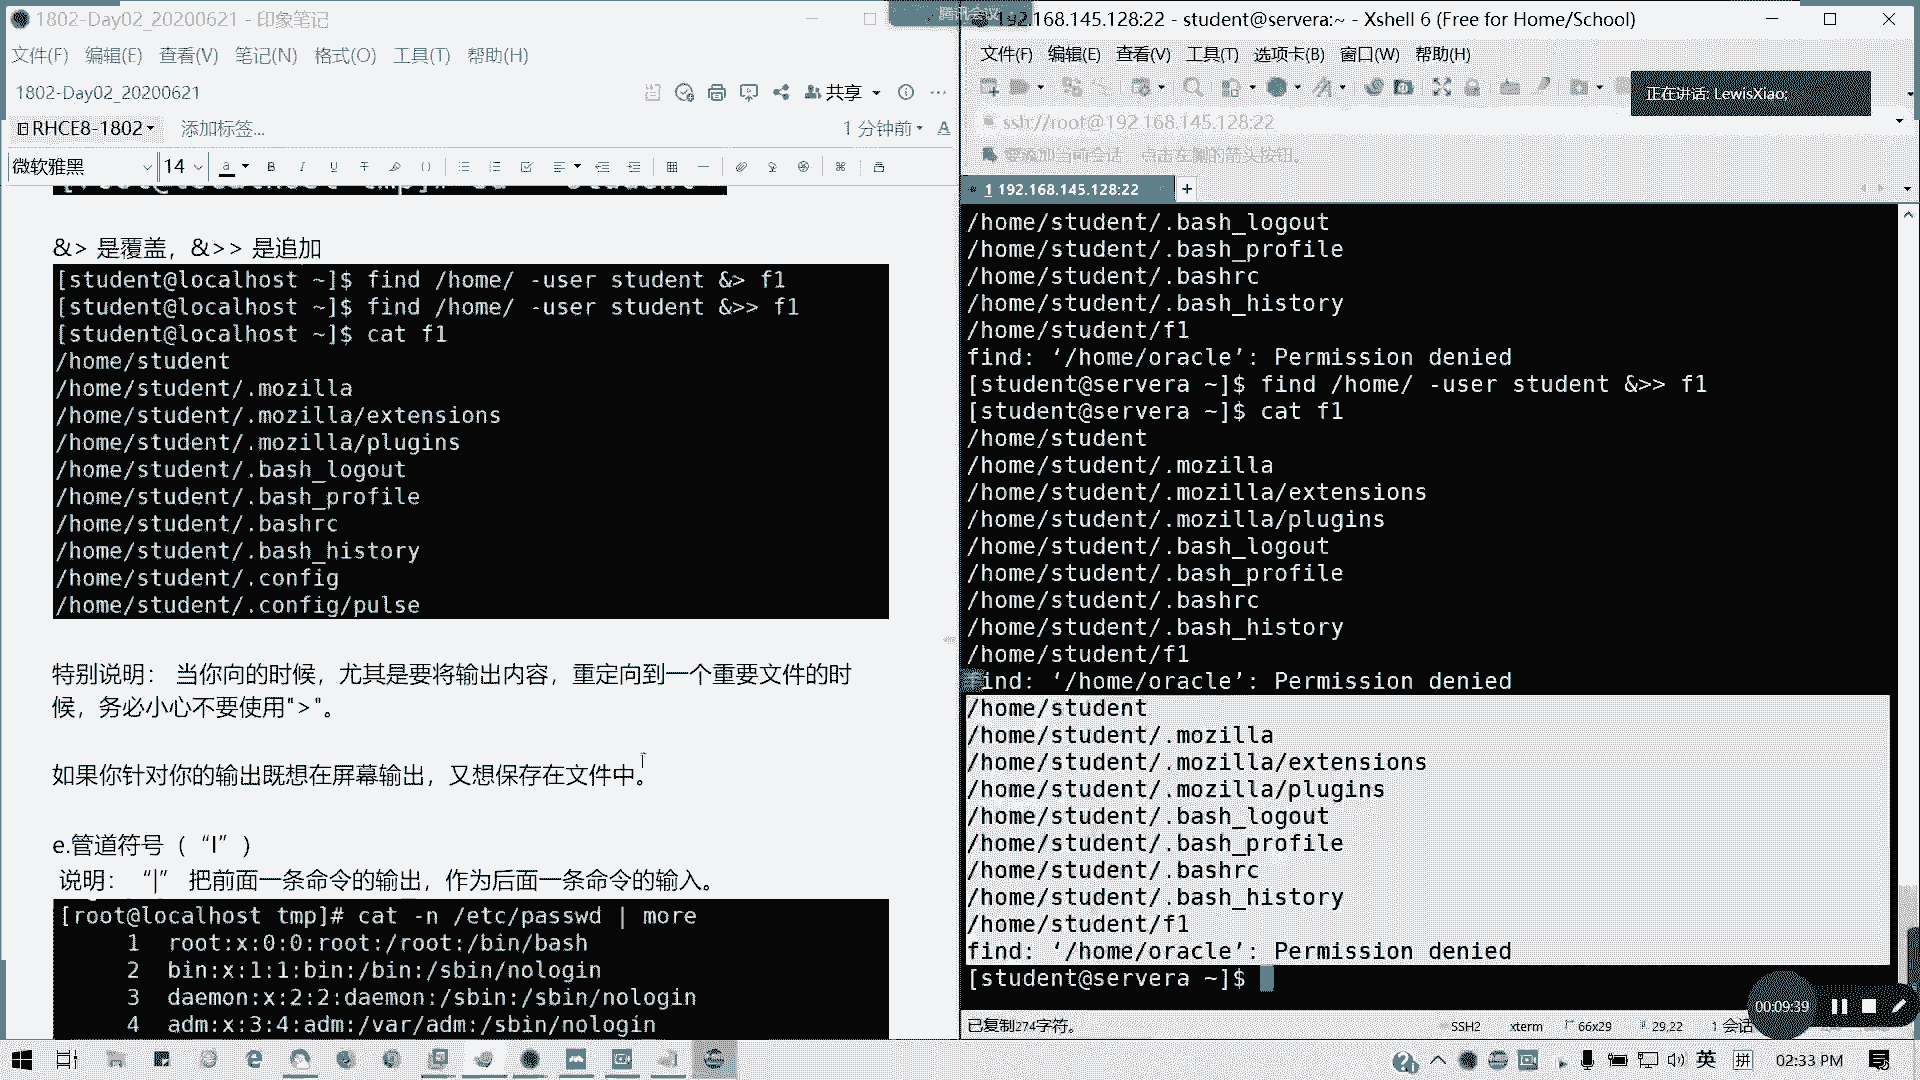 1802-Day02_20200621 - 印象笔记
文件(F) 编辑(E) 查看(V) 笔记(N) 格式(O) 工具(T) 帮助(H)
1802-Day02_20200621
共享
RHCE8-1802
添加标签...
1 分钟前
微软雅黑 14
&> 是覆盖，&>> 是追加
[student@localhost ~]$ find /home/ -user student &> f1
[student@localhost ~]$ find /home/ -user student &>> f1
[student@localhost ~]$ cat f1
/home/student
/home/student/.mozilla
/home/student/.mozilla/extensions
/home/student/.mozilla/plugins
/home/student/.bash_logout
/home/student/.bash_profile
/home/student/.bashrc
/home/student/.bash_history
/home/student/.config
/home/student/.config/pulse
特别说明： 当你向的时候，尤其是要将输出内容，重定向到一个重要文件的时
候，务必小心不要使用">"。
如果你针对你的输出既想在屏幕输出，又想保存在文件中。
e.管道符号（ “I” ）
说明： “|” 把前面一条命令的输出，作为后面一条命令的输入。
[root@localhost tmp]# cat -n /etc/passwd | more
1 root:x:0:0:root:/root:/bin/bash
2 bin:x:1:1:bin:/bin:/sbin/nologin
3 daemon:x:2:2:daemon:/sbin:/sbin/nologin
4 adm:x:3:4:adm:/var/adm:/sbin/nologin
腾讯会议
192.168.145.128:22 - student@servera:~ - Xshell 6 (Free for Home/School)
文件(F) 编辑(E) 查看(V) 工具(T) 选项卡(B) 窗口(W) 帮助(H)
正在讲话: LewisXiao;
ssh://root@192.168.145.128:22
要添加当前会话，点击左侧的箭头按钮。
1 192.168.145.128:22
/home/student/.bash_logout
/home/student/.bash_profile
/home/student/.bashrc
/home/student/.bash_history
/home/student/f1
find: ‘/home/oracle’: Permission denied
[student@servera ~]$ find /home/ -user student &>> f1
[student@servera ~]$ cat f1
/home/student
/home/student/.mozilla
/home/student/.mozilla/extensions
/home/student/.mozilla/plugins
/home/student/.bash_logout
/home/student/.bash_profile
/home/student/.bashrc
/home/student/.bash_history
/home/student/f1
find: ‘/home/oracle’: Permission denied
/home/student
/home/student/.mozilla
/home/student/.mozilla/extensions
/home/student/.mozilla/plugins
/home/student/.bash_logout
/home/student/.bash_profile
/home/student/.bashrc
/home/student/.bash_history
/home/student/f1
find: ‘/home/oracle’: Permission denied
[student@servera ~]$
00:09:39
已复制274字符。 SSH2 xterm 66x29 29,22 1 会话
英 拼 02:33 PM